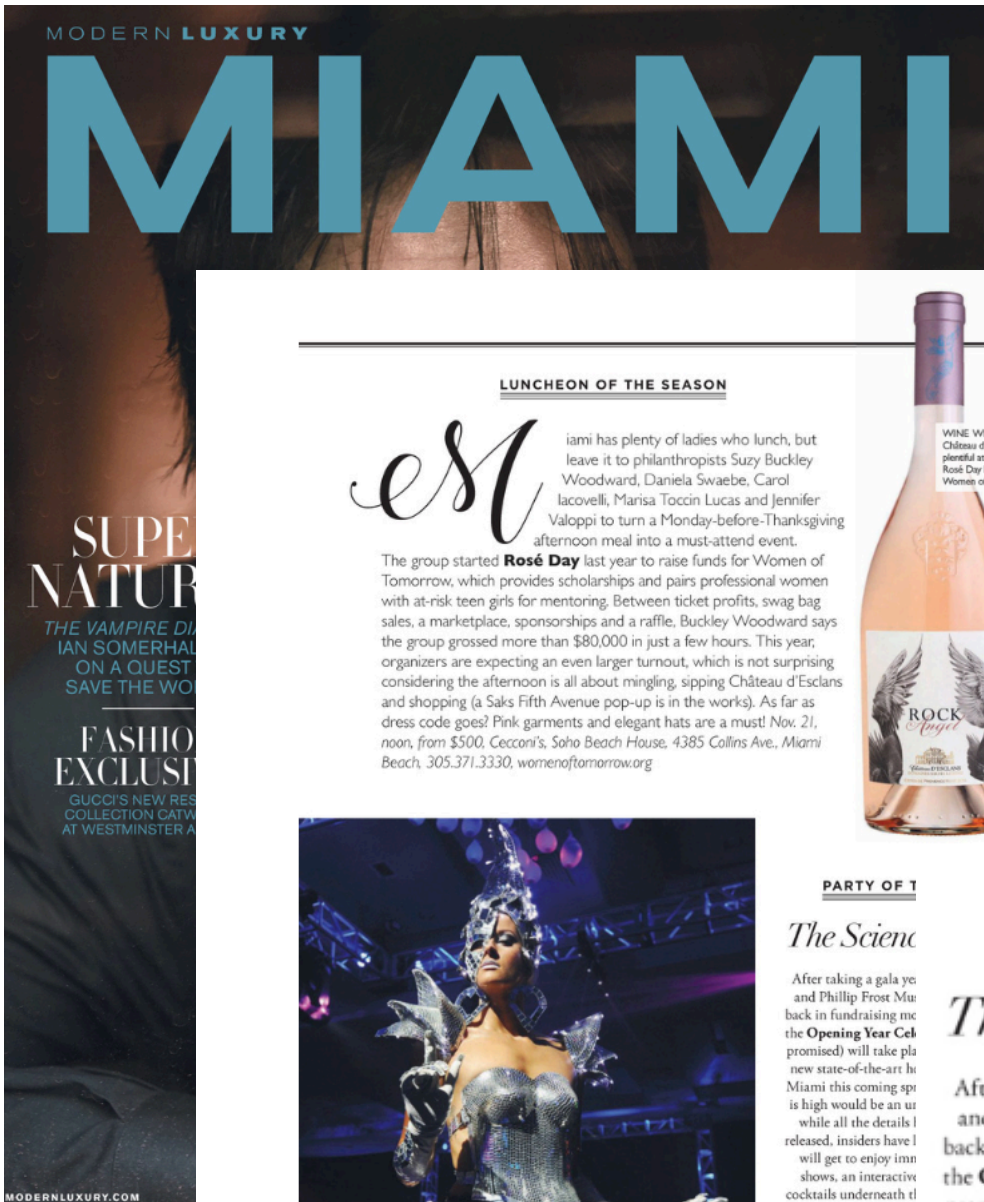 MODERN LUXURY
MIAMI
SUPE
NATUR
THE VAMPIRE DIA
IAN SOMERHAL
ON A QUEST
SAVE THE WO
FASHIO
EXCLUSI
GUCCI'S NEW RES
COLLECTION CATW
AT WESTMINSTER A
MODERNLUXURY.COM
LUNCHEON OF THE SEASON
Miami has plenty of ladies who lunch, but
leave it to philanthropists Suzy Buckley
Woodward, Daniela Swaebe, Carol
Iacovelli, Marisa Toccin Lucas and Jennifer
Valoppi to turn a Monday-before-Thanksgiving
afternoon meal into a must-attend event.
The group started Rosé Day last year to raise funds for Women of
Tomorrow, which provides scholarships and pairs professional women
with at-risk teen girls for mentoring. Between ticket profits, swag bag
sales, a marketplace, sponsorships and a raffle, Buckley Woodward says
the group grossed more than $80,000 in just a few hours. This year,
organizers are expecting an even larger turnout, which is not surprising
considering the afternoon is all about mingling, sipping Château d'Esclans
and shopping (a Saks Fifth Avenue pop-up is in the works). As far as
dress code goes? Pink garments and elegant hats are a must! Nov. 21,
noon, from $500, Cecconi's, Soho Beach House, 4385 Collins Ave., Miami
Beach, 305.371.3330, womenoftomorrow.org
WINE W
Château d
plentiful at
Rosé Day
Women o
ROCK
Angel
Château D'ESCLANS
PARTY OF T
The Scienc
After taking a gala yea
and Phillip Frost Mus
back in fundraising mo
the Opening Year Cele
promised) will take pla
new state-of-the-art ho
Miami this coming spr
is high would be an un
while all the details
released, insiders have
will get to enjoy imm
shows, an interactive
cocktails underneath th
Th
Aft
and
back
the